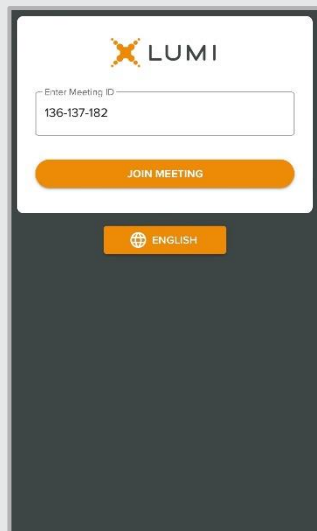 LUMI
Enter Meeting ID
136-137-182
JOIN MEETING
ENGLISH